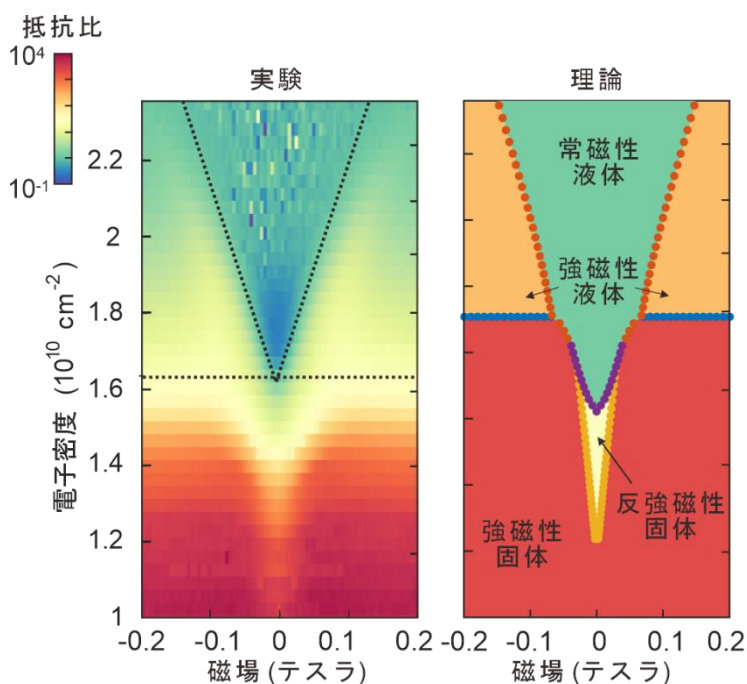 抵抗比
10⁴
10⁻¹
実験
理論
2.2
2
1.8
1.6
1.4
1.2
1
電子密度 (10¹⁰ cm⁻²)
-0.2
-0.1
0
0.1
0.2
磁場 (テスラ)
常磁性
液体
強磁性
液体
反強磁性
固体
強磁性
固体
-0.2
-0.1
0
0.1
0.2
磁場 (テスラ)